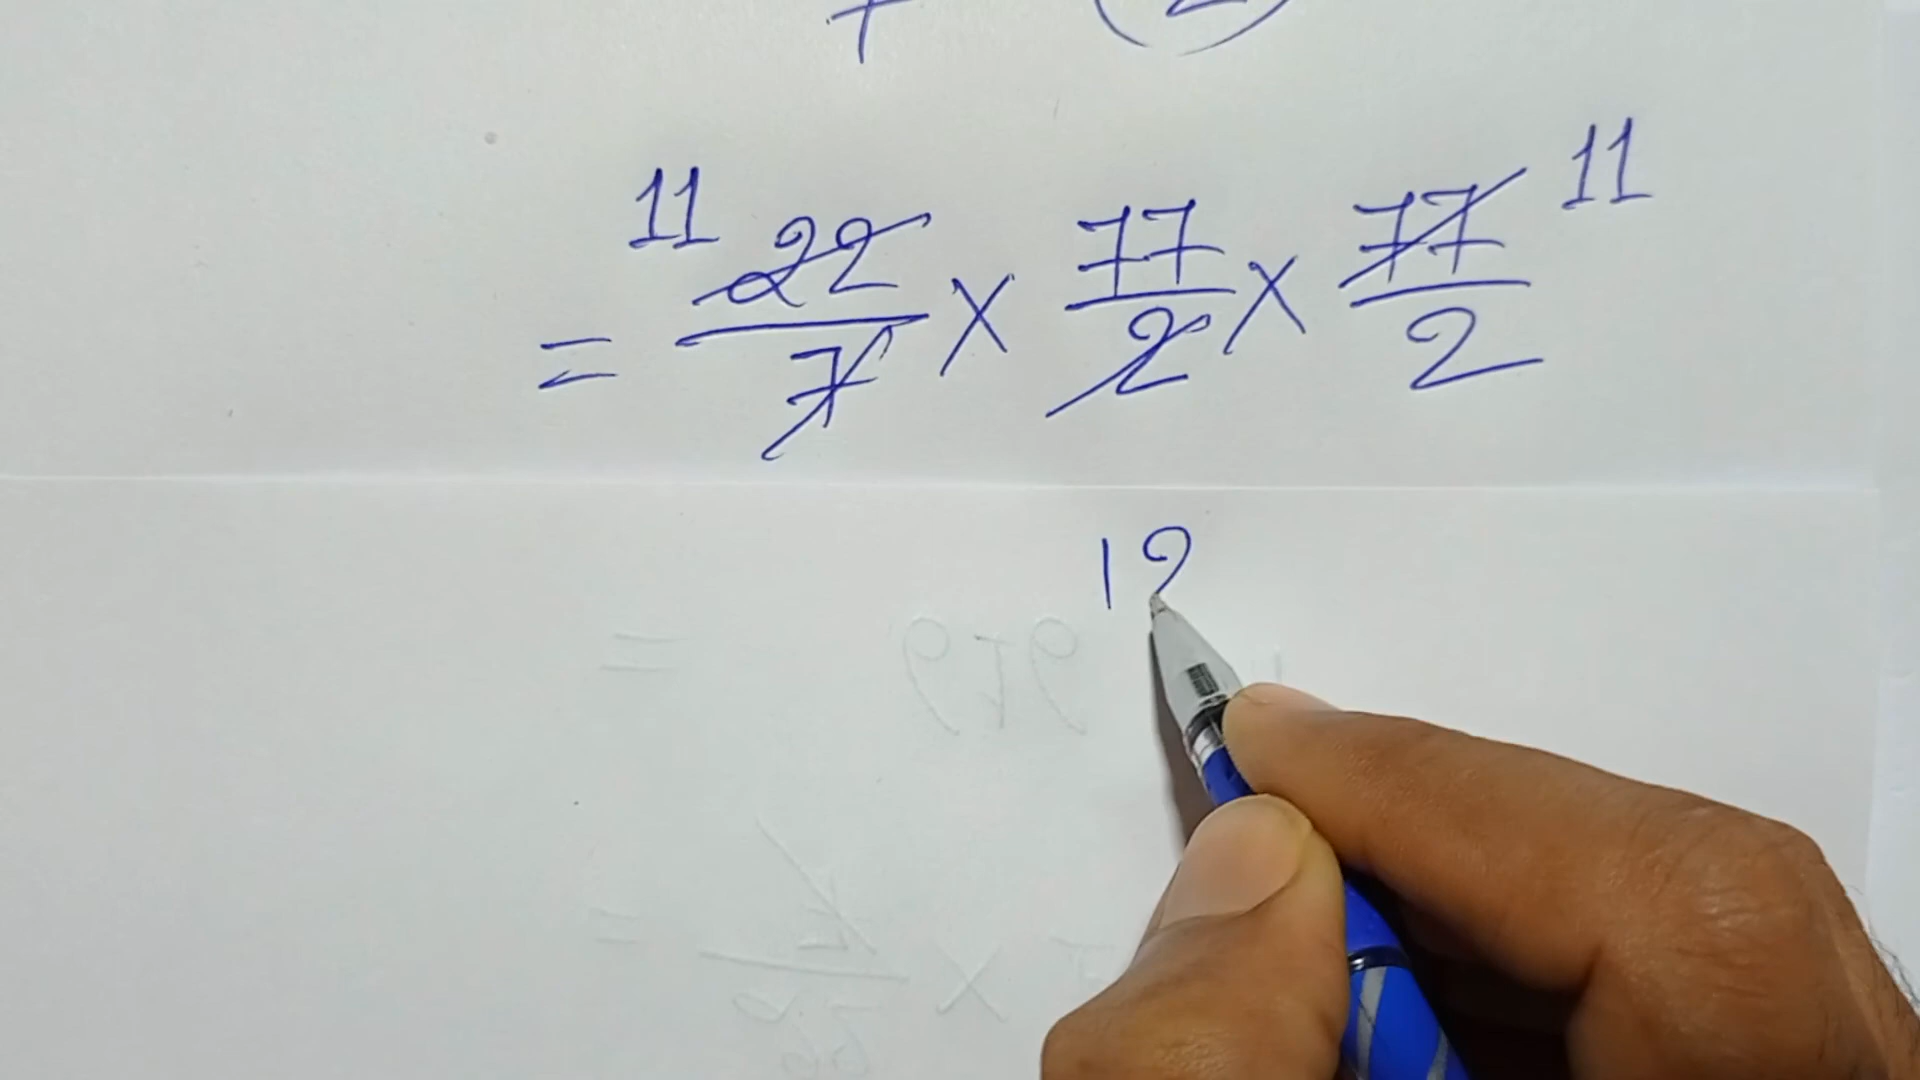 = 11 22/7 × 77/2 × 77/2 11
12